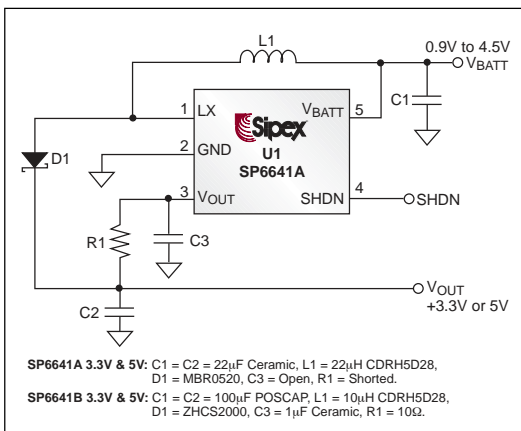 L1
0.9V to 4.5V
VBATT
1 LX
VBATT 5
C1
Sipex
2 GND
U1
SP6641A
D1
3 VOUT
SHDN 4
SHDN
R1
C3
VOUT
+3.3V or 5V
C2
SP6641A 3.3V & 5V: C1 = C2 = 22µF Ceramic, L1 = 22µH CDRH5D28,
D1 = MBR0520, C3 = Open, R1 = Shorted.
SP6641B 3.3V & 5V: C1 = C2 = 100µF POSCAP, L1 = 10µH CDRH5D28,
D1 = ZHCS2000, C3 = 1µF Ceramic, R1 = 10Ω.